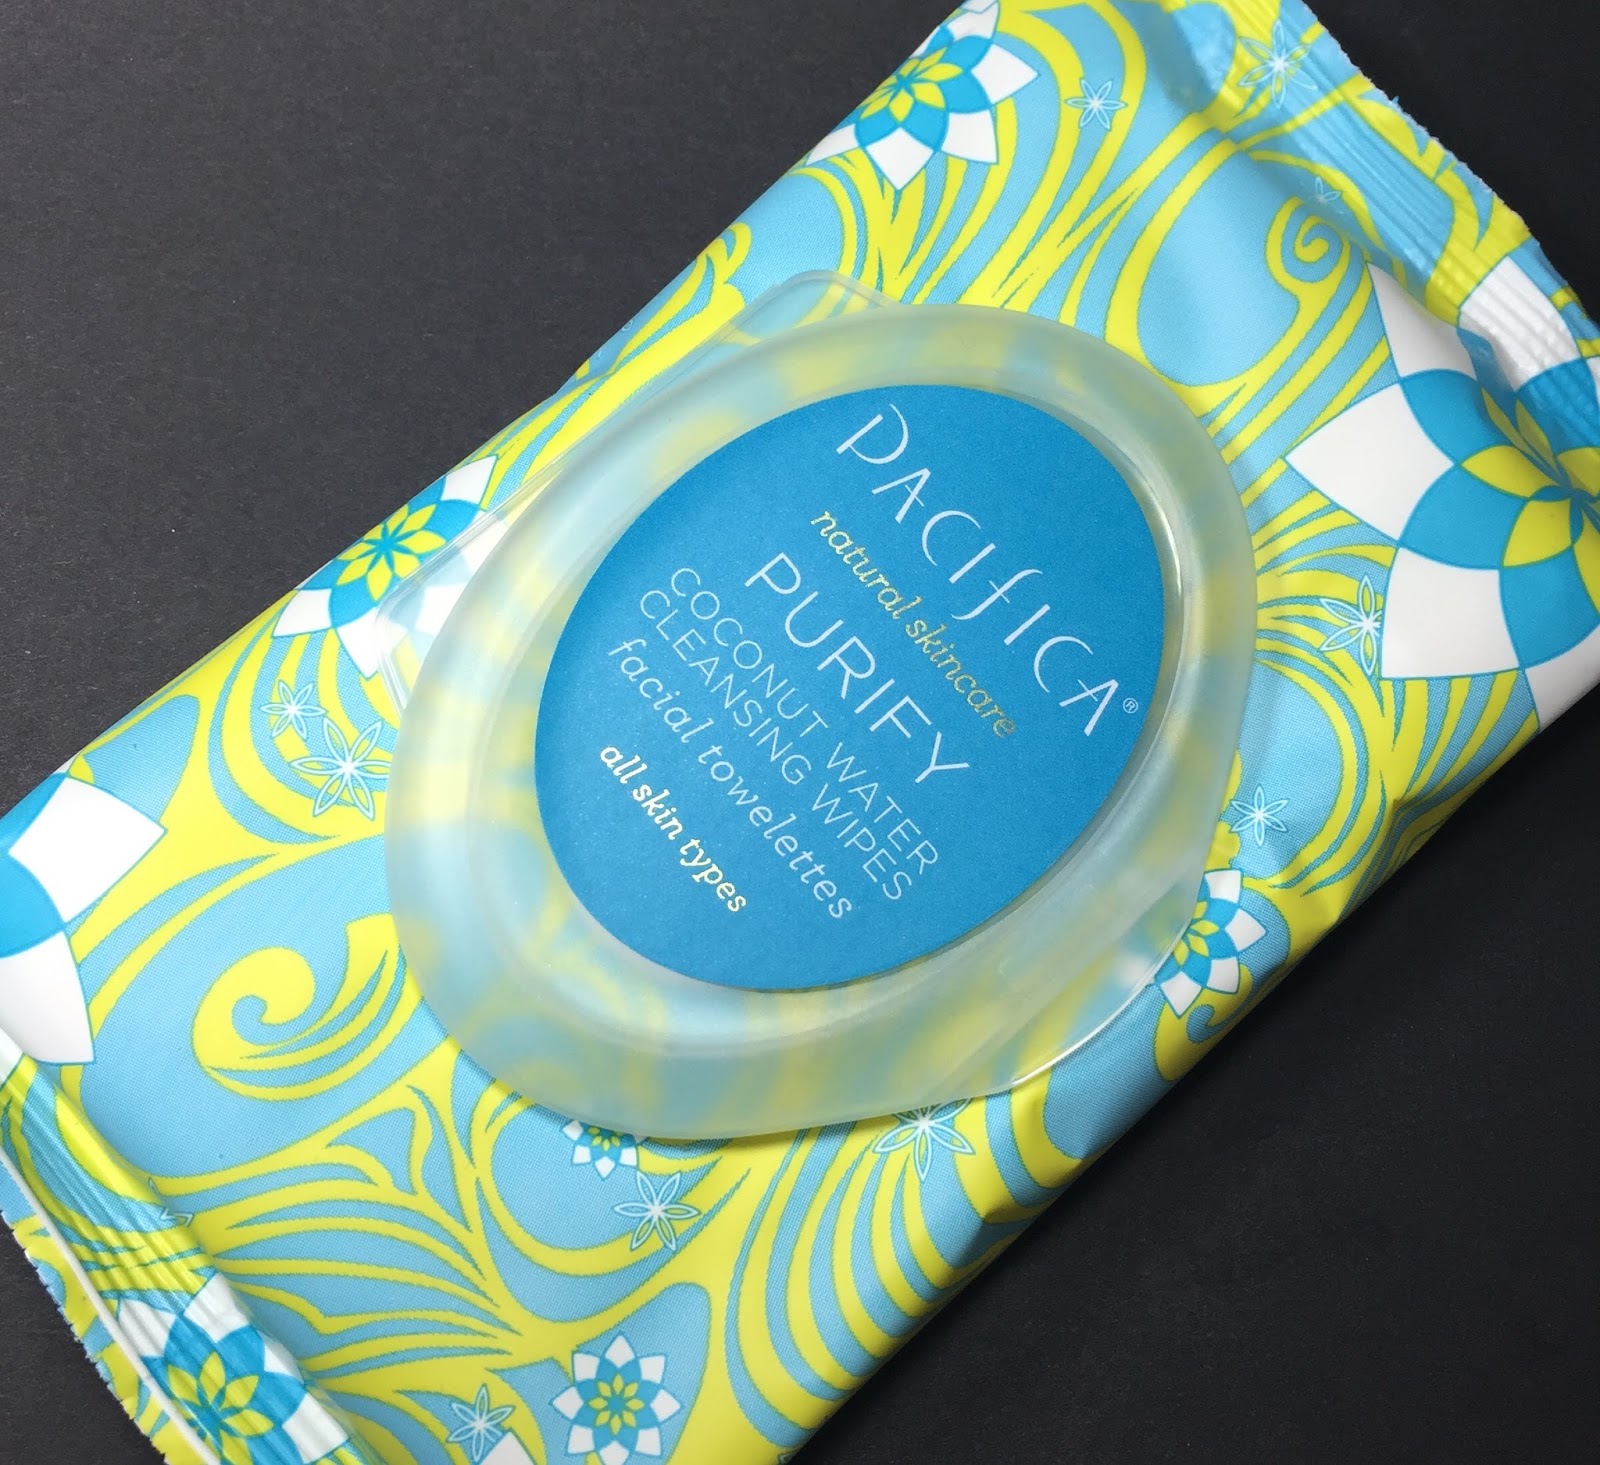 PACIFICA®
natural skincare
PURIFY
COCONUT WATER
CLEANSING WIPES
facial towelettes
all skin types